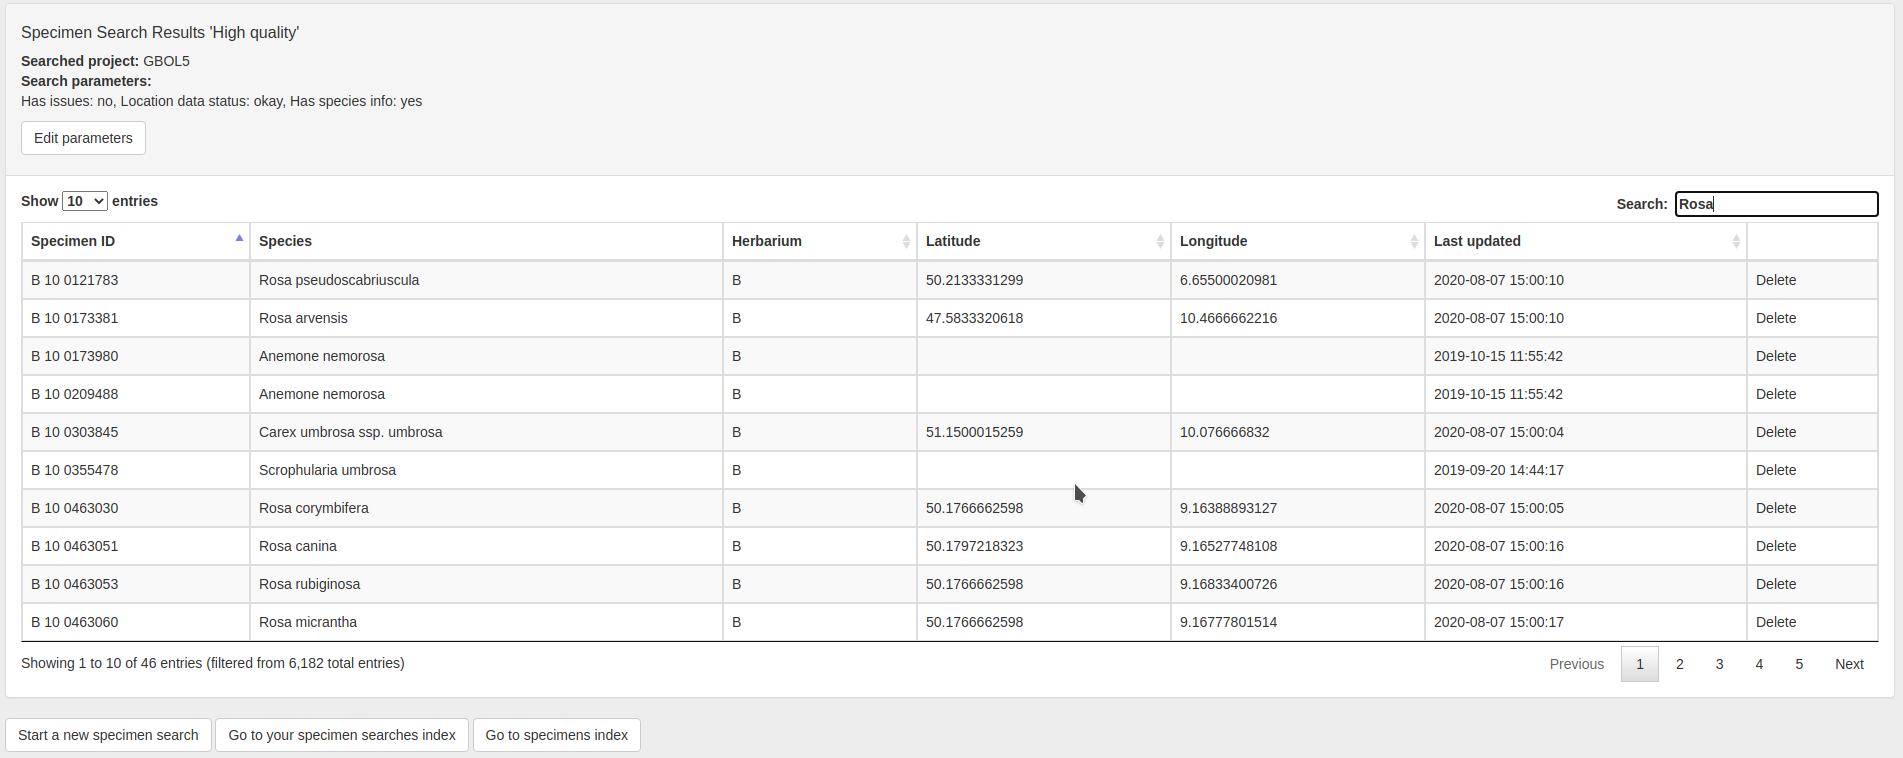 Specimen Search Results 'High quality'
Searched project: GBOL5
Search parameters:
Has issues: no, Location data status: okay, Has species info: yes
Edit parameters
Show 10 entries Search: Rosa
Specimen ID Species Herbarium Latitude Longitude Last updated
B 10 0121783 Rosa pseudoscabriuscula B 50.2133331299 6.65500020981 2020-08-07 15:00:10 Delete
B 10 0173381 Rosa arvensis B 47.5833320618 10.4666662216 2020-08-07 15:00:10 Delete
B 10 0173980 Anemone nemorosa B 2019-10-15 11:55:42 Delete
B 10 0209488 Anemone nemorosa B 2019-10-15 11:55:42 Delete
B 10 0303845 Carex umbrosa ssp. umbrosa B 51.1500015259 10.076666832 2020-08-07 15:00:04 Delete
B 10 0355478 Scrophularia umbrosa B 2019-09-20 14:44:17 Delete
B 10 0463030 Rosa corymbifera B 50.1766662598 9.16388893127 2020-08-07 15:00:05 Delete
B 10 0463051 Rosa canina B 50.1797218323 9.16527748108 2020-08-07 15:00:16 Delete
B 10 0463053 Rosa rubiginosa B 50.1766662598 9.16833400726 2020-08-07 15:00:16 Delete
B 10 0463060 Rosa micrantha B 50.1766662598 9.16777801514 2020-08-07 15:00:17 Delete
Showing 1 to 10 of 46 entries (filtered from 6,182 total entries) Previous 1 2 3 4 5 Next
Start a new specimen search Go to your specimen searches index Go to specimens index